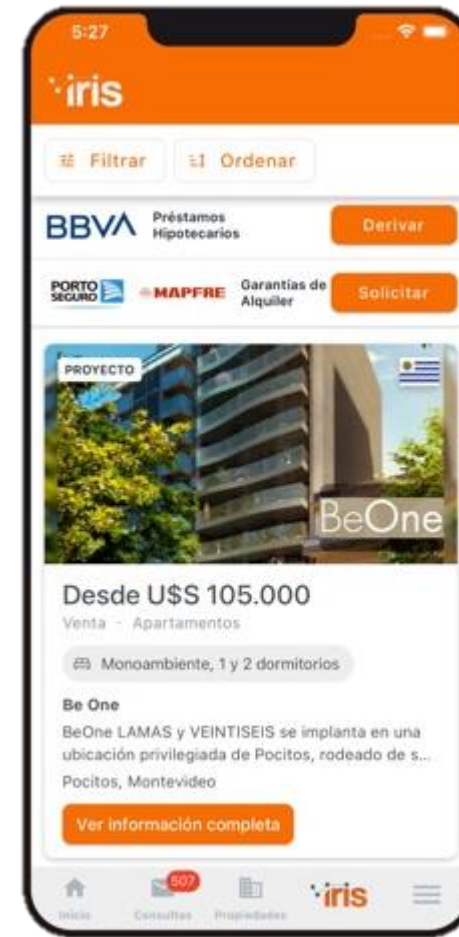 5:27
iris
Filtrar Ordenar
BBVA Préstamos
Hipotecarios Derivar
PORTO
SEGURO MAPFRE Garantías de
Alquiler Solicitar
PROYECTO
BeOne
Desde U$S 105.000
Venta - Apartamentos
Monoambiente, 1 y 2 dormitorios
Be One
BeOne LAMAS y VEINTISEIS se implanta en una
ubicación privilegiada de Pocitos, rodeado de s...
Pocitos, Montevideo
Ver información completa
507
Inicio Consultas Propiedades iris